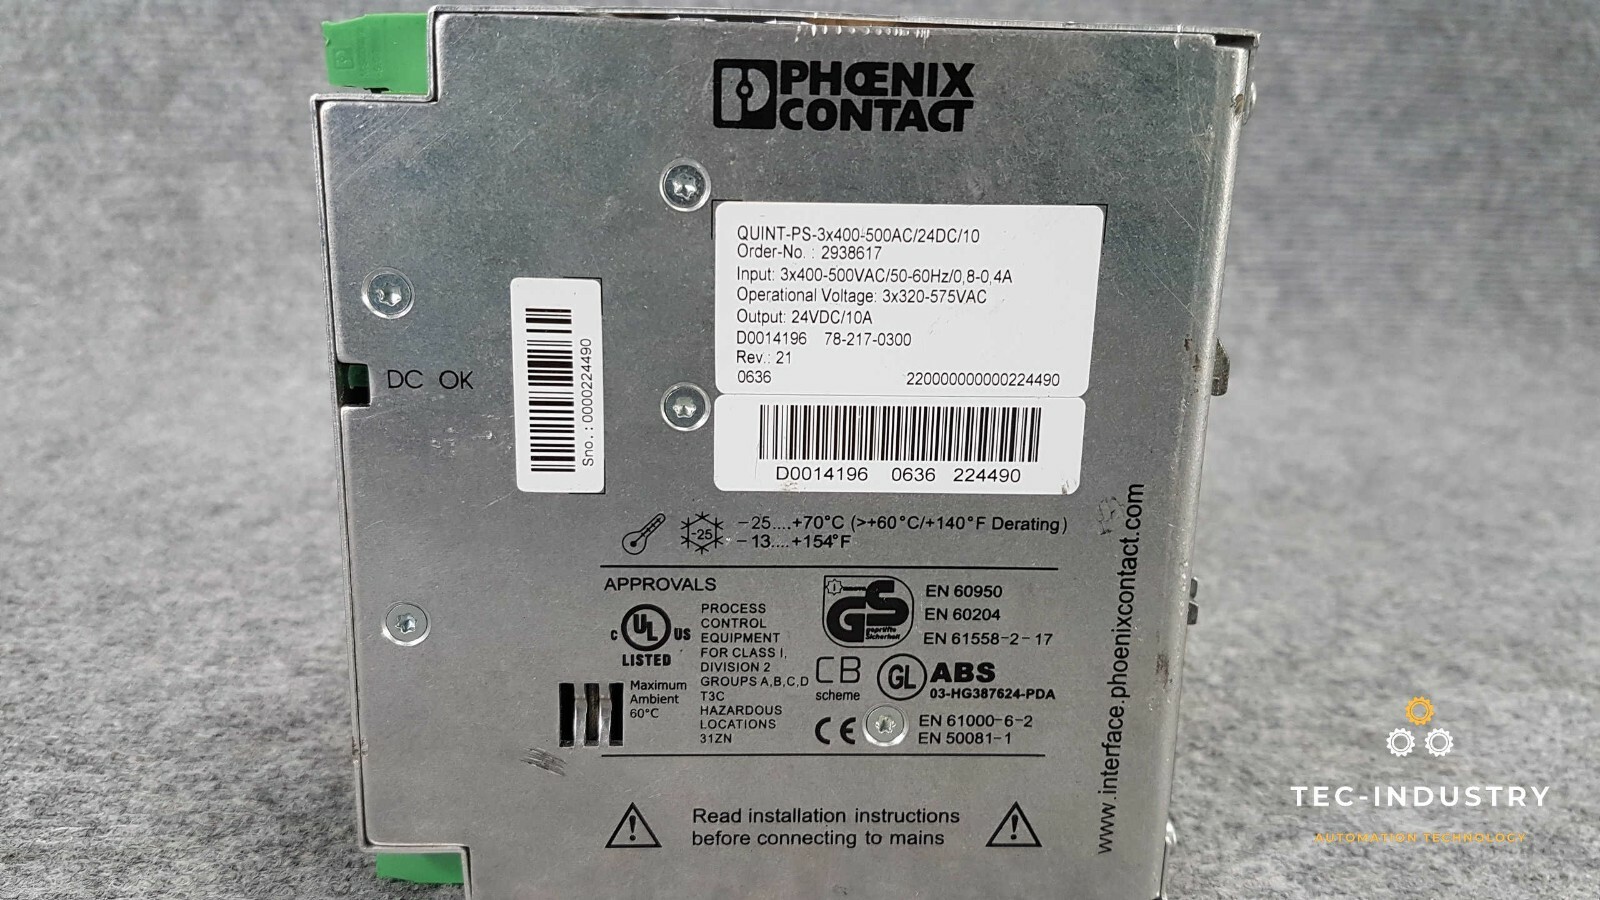 PHŒNIX
CONTACT
QUINT-PS-3x400-500AC/24DC/10
Order-No. : 2938617
Input: 3x400-500VAC/50-60Hz/0,8-0,4A
Operational Voltage: 3x320-575VAC
Output: 24VDC/10A
D0014196 78-217-0300
Rev.: 21
0636 220000000000224490
D0014196 0636 224490
DC OK
Sno.: 0000224490
-25
-25....+70°C (>+60°C/+140°F Derating)
-13....+154°F
APPROVALS
C UL US
LISTED
Maximum
Ambient
60°C
PROCESS
CONTROL
EQUIPMENT
FOR CLASS I,
DIVISION 2
GROUPS A,B,C,D
T3C
HAZARDOUS
LOCATIONS
31ZN
GS
geprüfte
Sicherheit
EN 60950
EN 60204
EN 61558-2-17
CB
scheme
GL
ABS
03-HG387624-PDA
CE
EN 61000-6-2
EN 50081-1
Read installation instructions
before connecting to mains
www.interface.phoenixcontact.com
TEC-INDUSTRY
AUTOMATION TECHNOLOGY